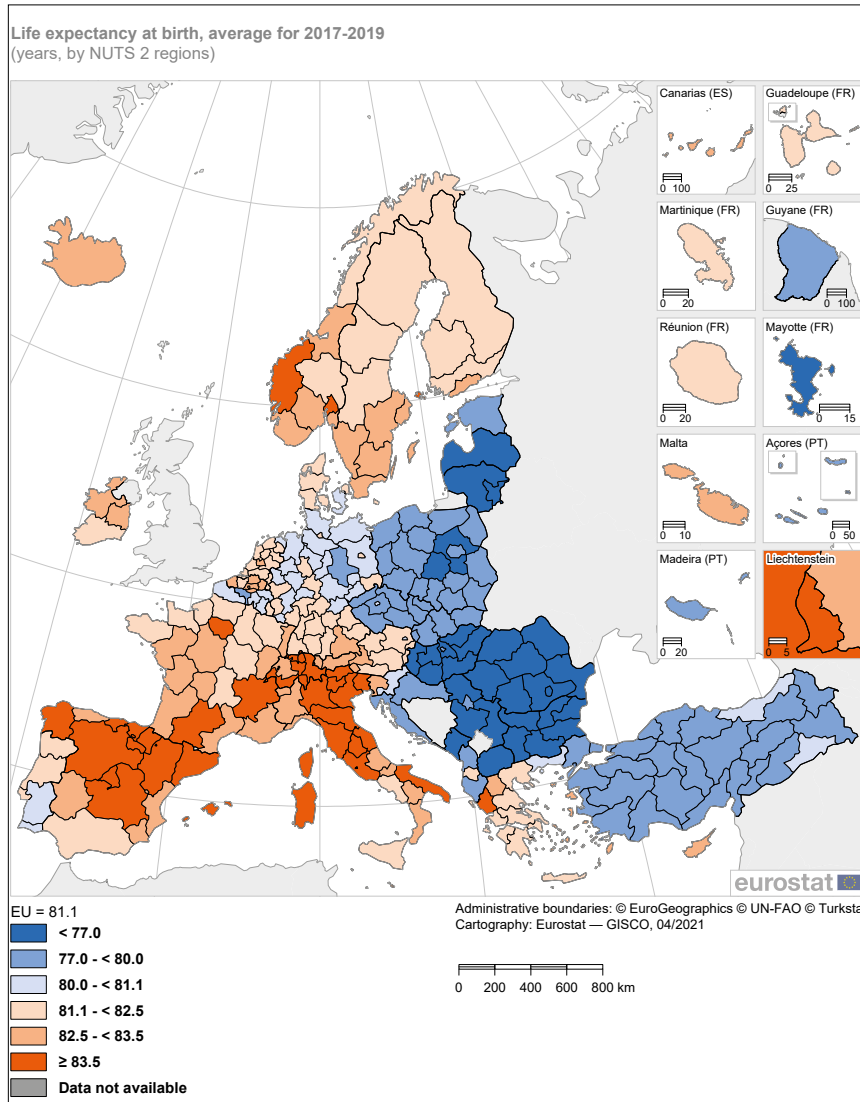 Life expectancy at birth, average for 2017-2019
(years, by NUTS 2 regions)
Canarias (ES)
0 100
Guadeloupe (FR)
0 25
Martinique (FR)
0 20
Guyane (FR)
0 100
Réunion (FR)
0 20
Mayotte (FR)
0 15
Malta
0 10
Açores (PT)
0 50
Madeira (PT)
0 20
Liechtenstein
0 5
eurostat
EU = 81.1
< 77.0
77.0 - < 80.0
80.0 - < 81.1
81.1 - < 82.5
82.5 - < 83.5
≥ 83.5
Data not available
Administrative boundaries: © EuroGeographics © UN-FAO © Turksta
Cartography: Eurostat — GISCO, 04/2021
0 200 400 600 800 km